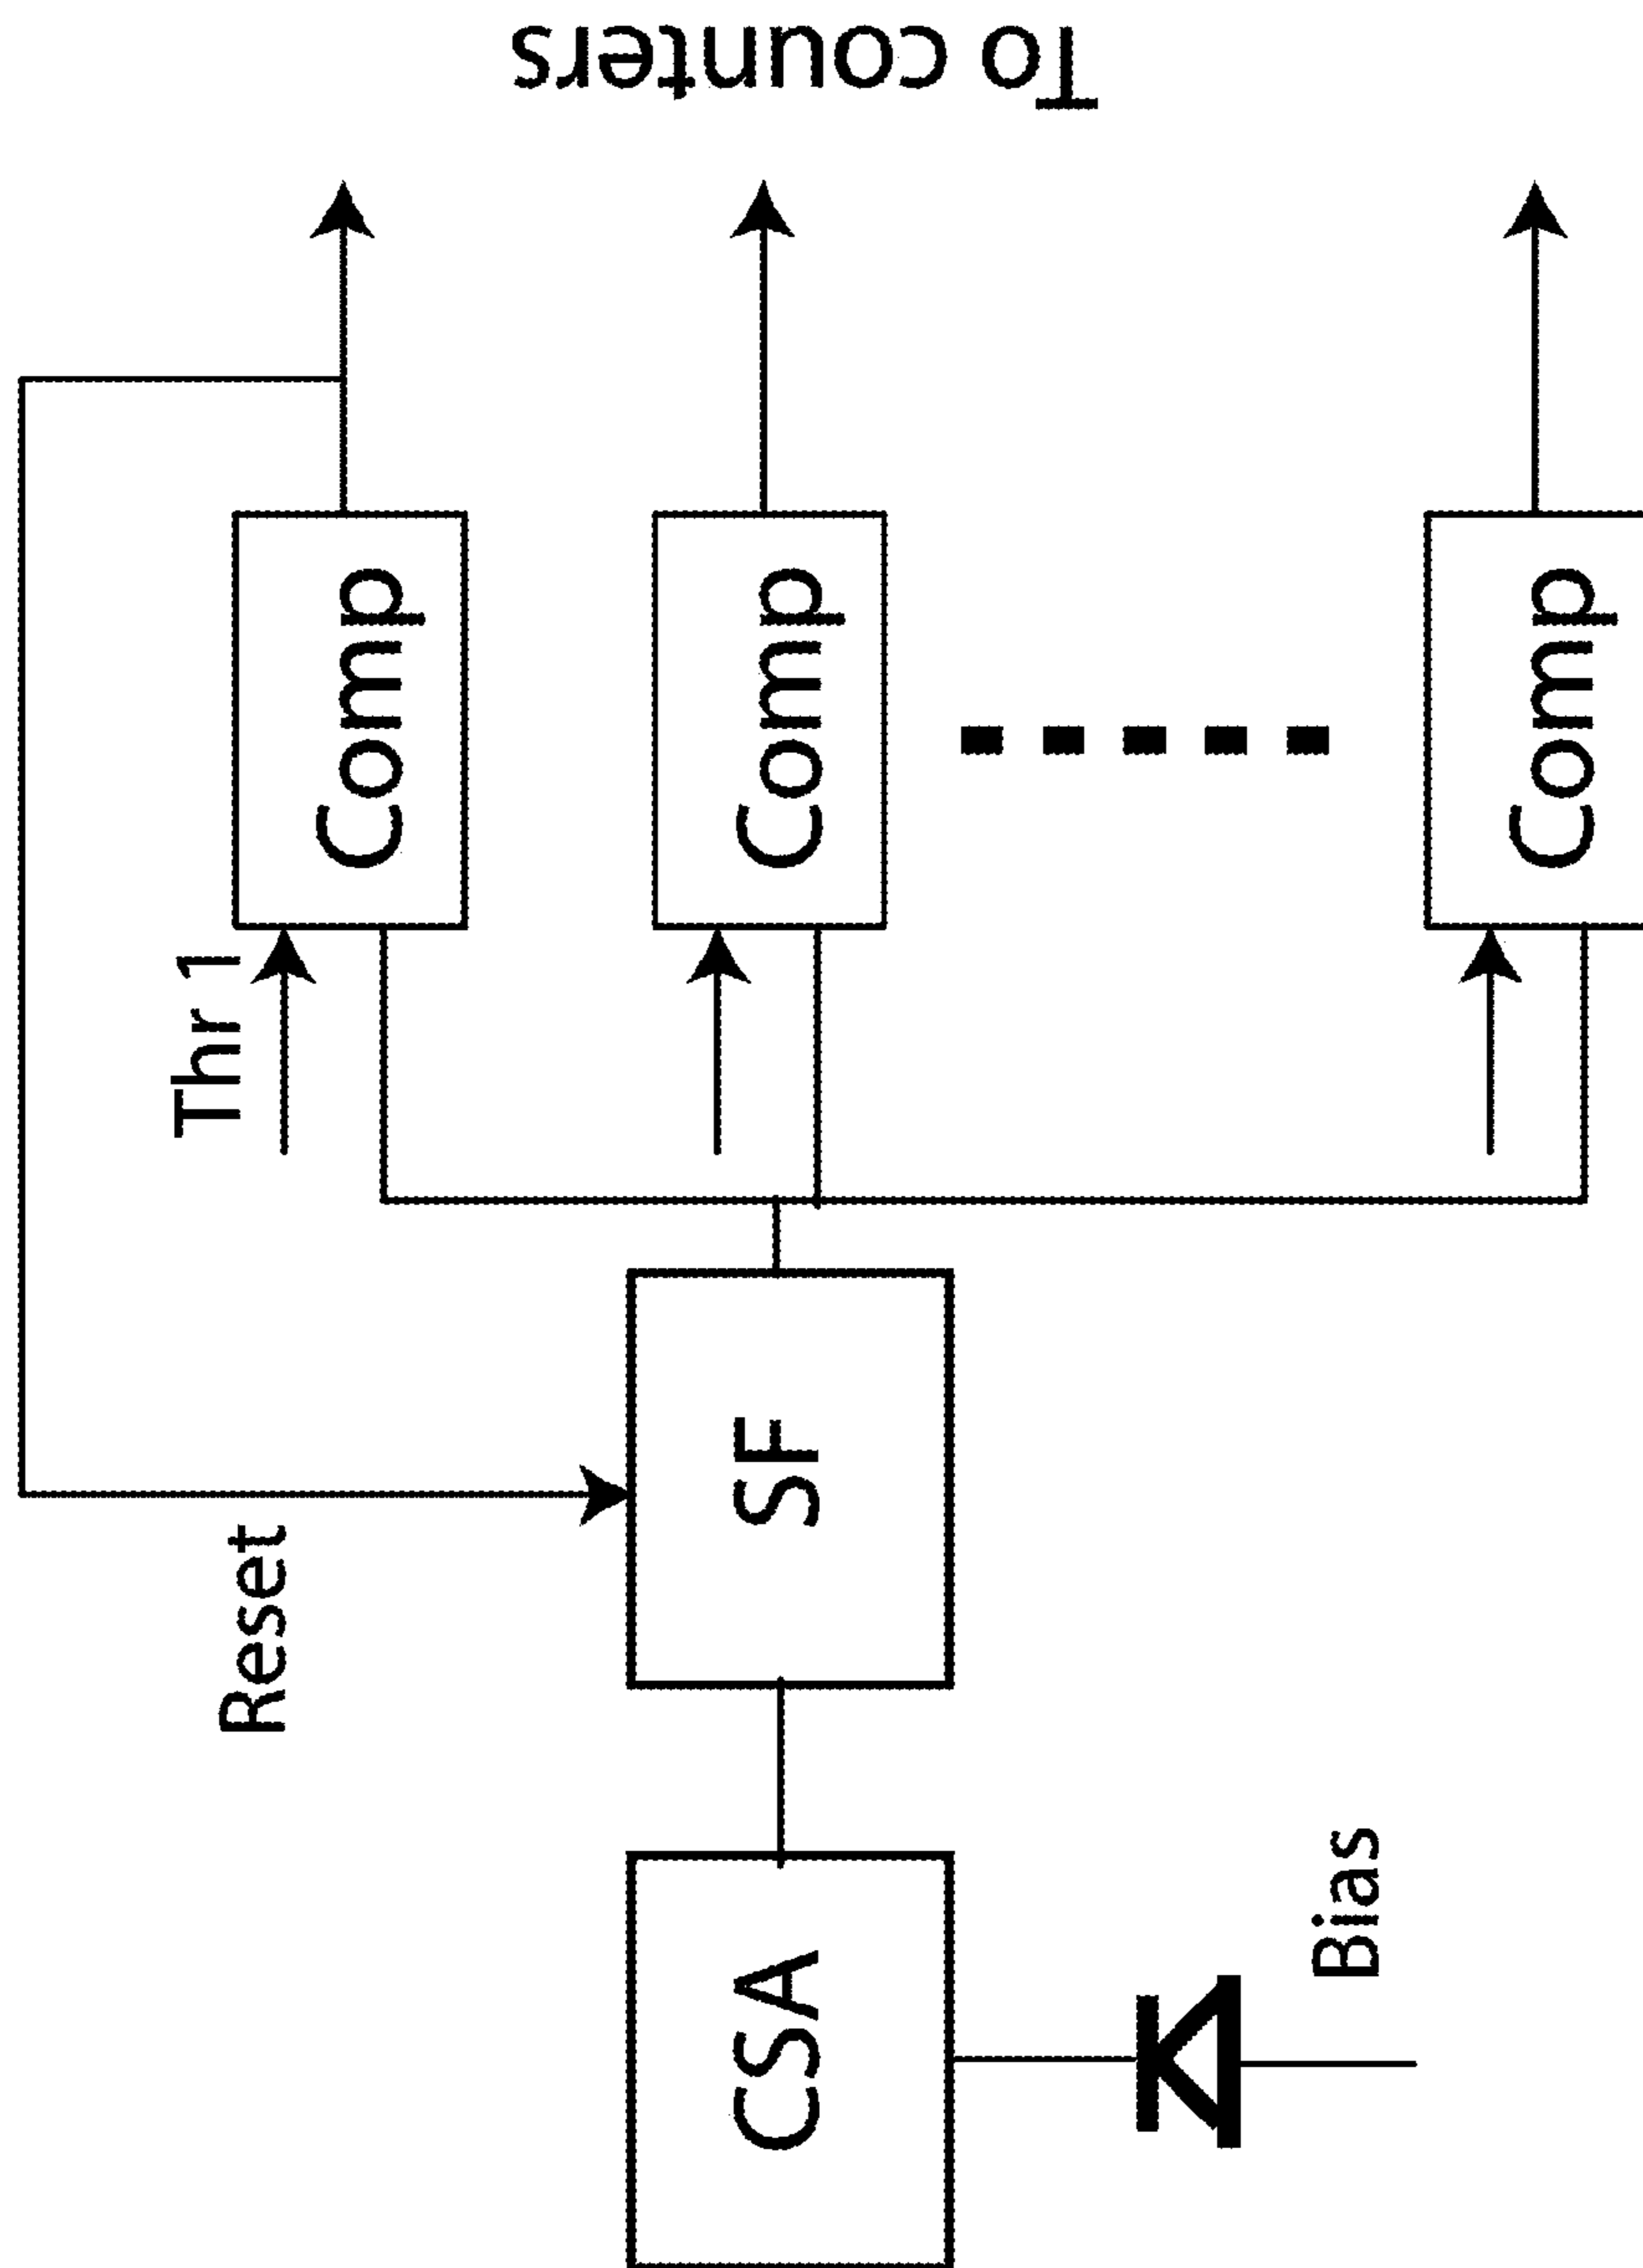 Reset
Thr 1
Comp
Comp
Comp
CSA
SF
Bias
To counters